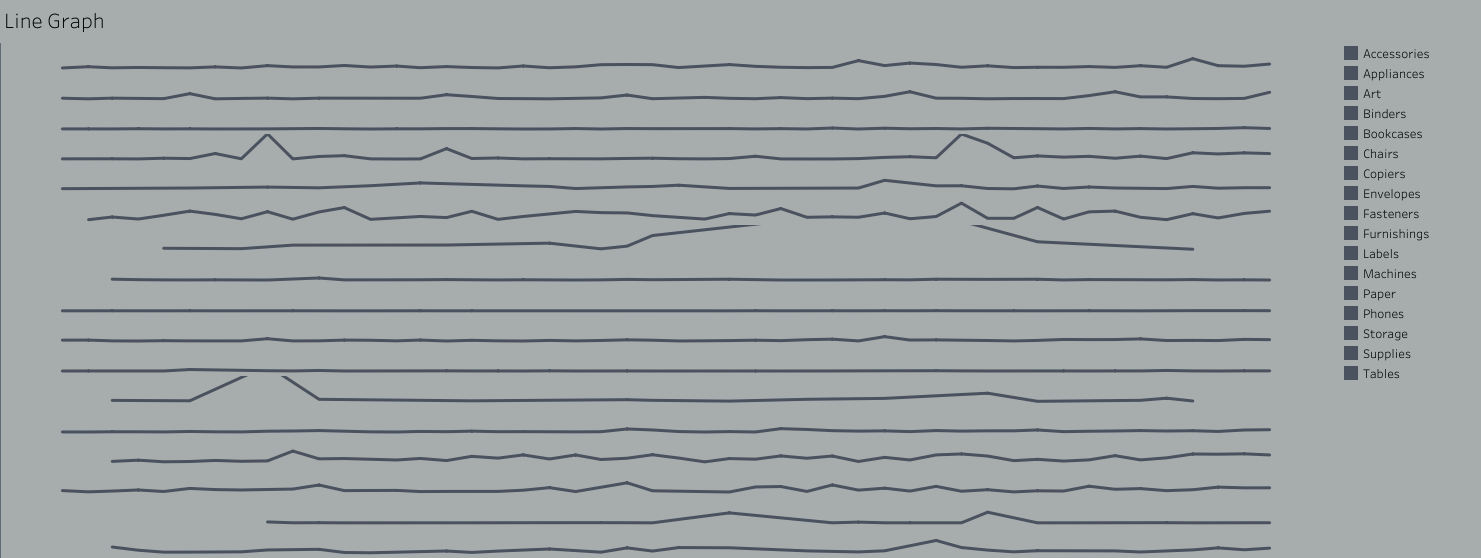 Line Graph
Accessories
Appliances
Art
Binders
Bookcases
Chairs
Copiers
Envelopes
Fasteners
Furnishings
Labels
Machines
Paper
Phones
Storage
Supplies
Tables